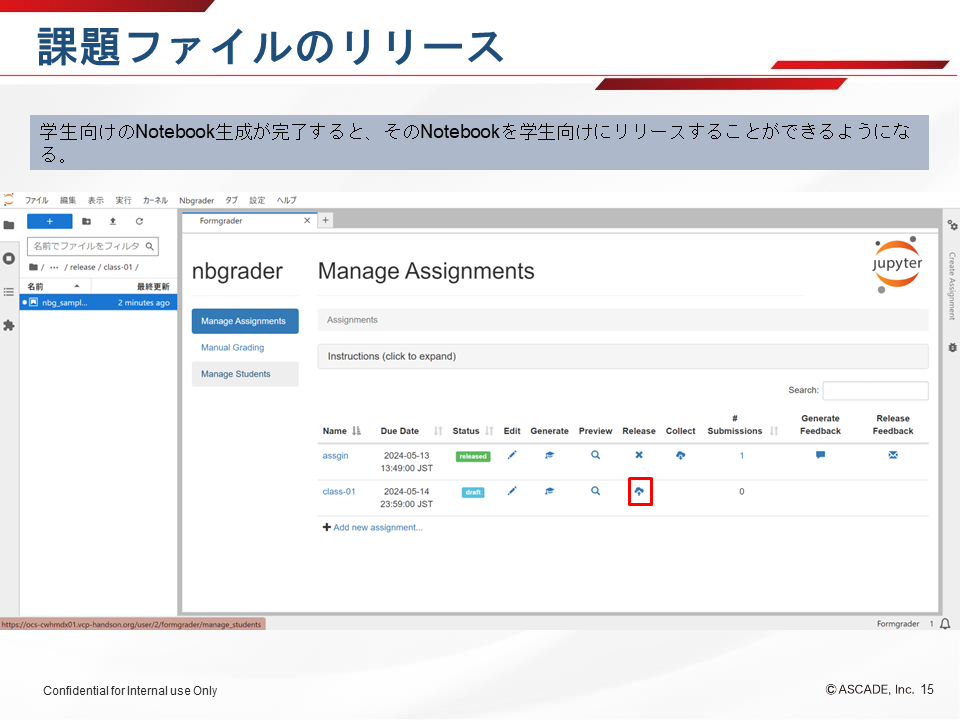 課題ファイルのリリース
学生向けのNotebook生成が完了すると、そのNotebookを学生向けにリリースすることができるようにな
る。
ファイル 編集 表示 実行 カーネル Nbgrader タブ 設定 ヘルプ
Formgrader
名前でファイルをフィルタ
/ ··· / release / class-01 /
名前 最終更新
nbg_sampl... 2 minutes ago
nbgrader
Manage Assignments
Manual Grading
Manage Students
Manage Assignments
jupyter
Assignments
Instructions (click to expand)
Search:
Name Due Date Status Edit Generate Preview Release Collect # Submissions Generate Feedback Release Feedback
assgin 2024-05-13 13:49:00 JST released 1
class-01 2024-05-14 23:59:00 JST draft 0
Add new assignment...
Create Assignment
https://ocs-cwhmdx01.vcp-handson.org/user/2/formgrader/manage_students
Formgrader 1
Confidential for Internal use Only
© ASCADE, Inc. 15